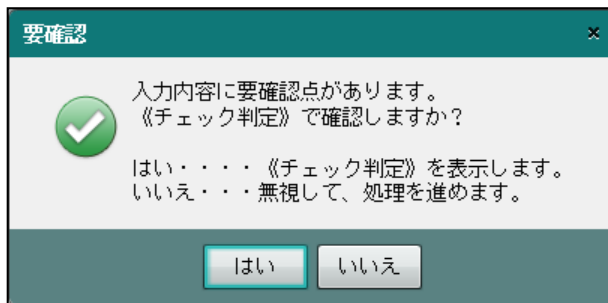 要確認
×
入力内容に要確認点があります。
《チェック判定》で確認しますか？
はい・・・・《チェック判定》を表示します。
いいえ・・・無視して、処理を進めます。
はい
いいえ